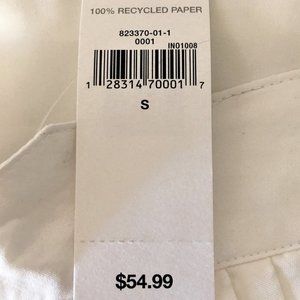 100% RECYCLED PAPER
823370-01-1
0001
IN01008
1 28314 70001 7
S
$54.99